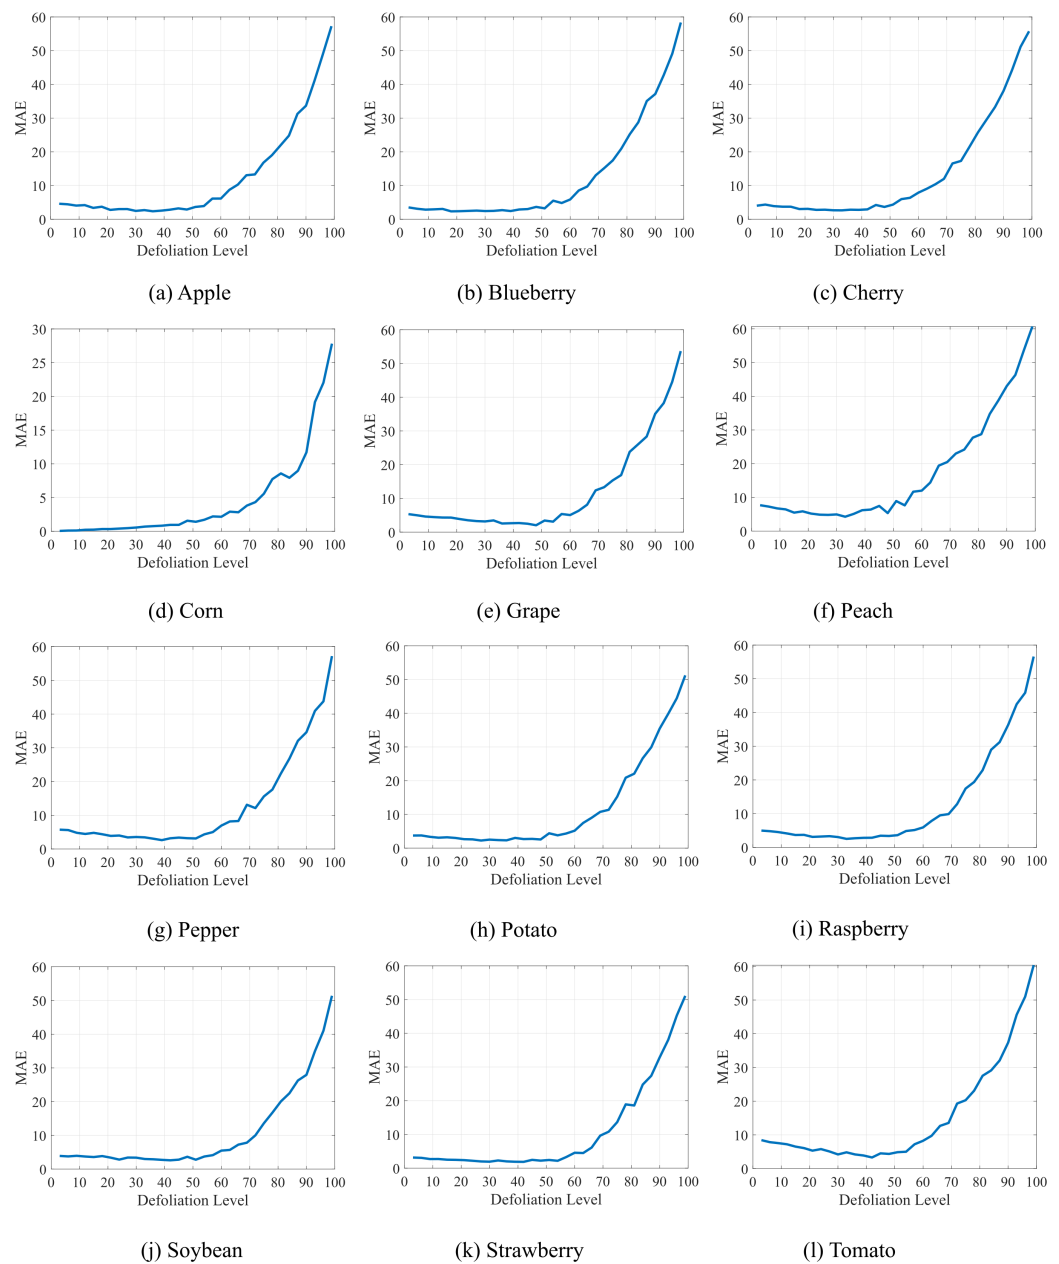 60
50
40
30
20
10
0
MAE
0 10 20 30 40 50 60 70 80 90 100
Defoliation Level
(a) Apple
60
50
40
30
20
10
0
MAE
0 10 20 30 40 50 60 70 80 90 100
Defoliation Level
(b) Blueberry
60
50
40
30
20
10
0
MAE
0 10 20 30 40 50 60 70 80 90 100
Defoliation Level
(c) Cherry
30
25
20
15
10
5
0
MAE
0 10 20 30 40 50 60 70 80 90 100
Defoliation Level
(d) Corn
60
50
40
30
20
10
0
MAE
0 10 20 30 40 50 60 70 80 90 100
Defoliation Level
(e) Grape
60
50
40
30
20
10
0
MAE
0 10 20 30 40 50 60 70 80 90 100
Defoliation Level
(f) Peach
60
50
40
30
20
10
0
MAE
0 10 20 30 40 50 60 70 80 90 100
Defoliation Level
(g) Pepper
60
50
40
30
20
10
0
MAE
0 10 20 30 40 50 60 70 80 90 100
Defoliation Level
(h) Potato
60
50
40
30
20
10
0
MAE
0 10 20 30 40 50 60 70 80 90 100
Defoliation Level
(i) Raspberry
60
50
40
30
20
10
0
MAE
0 10 20 30 40 50 60 70 80 90 100
Defoliation Level
(j) Soybean
60
50
40
30
20
10
0
MAE
0 10 20 30 40 50 60 70 80 90 100
Defoliation Level
(k) Strawberry
60
50
40
30
20
10
0
MAE
0 10 20 30 40 50 60 70 80 90 100
Defoliation Level
(l) Tomato